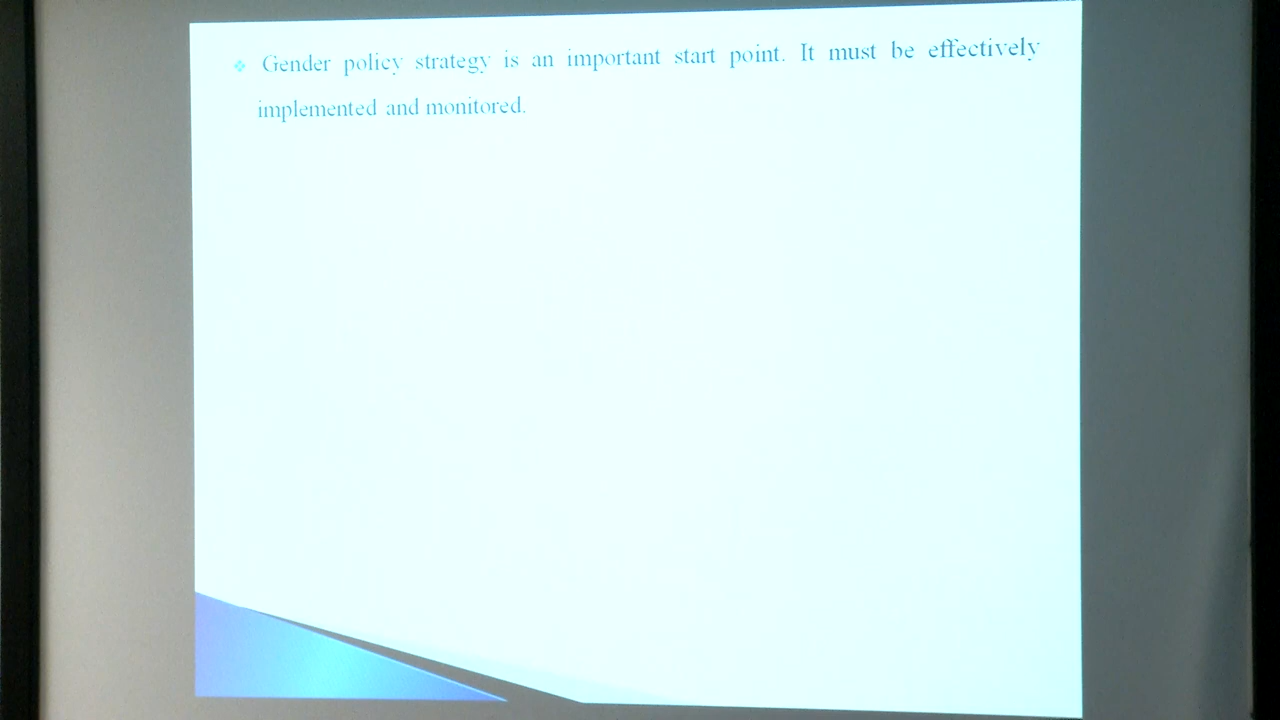 Gender policy strategy is an important start point. It must be effectively
implemented and monitored.